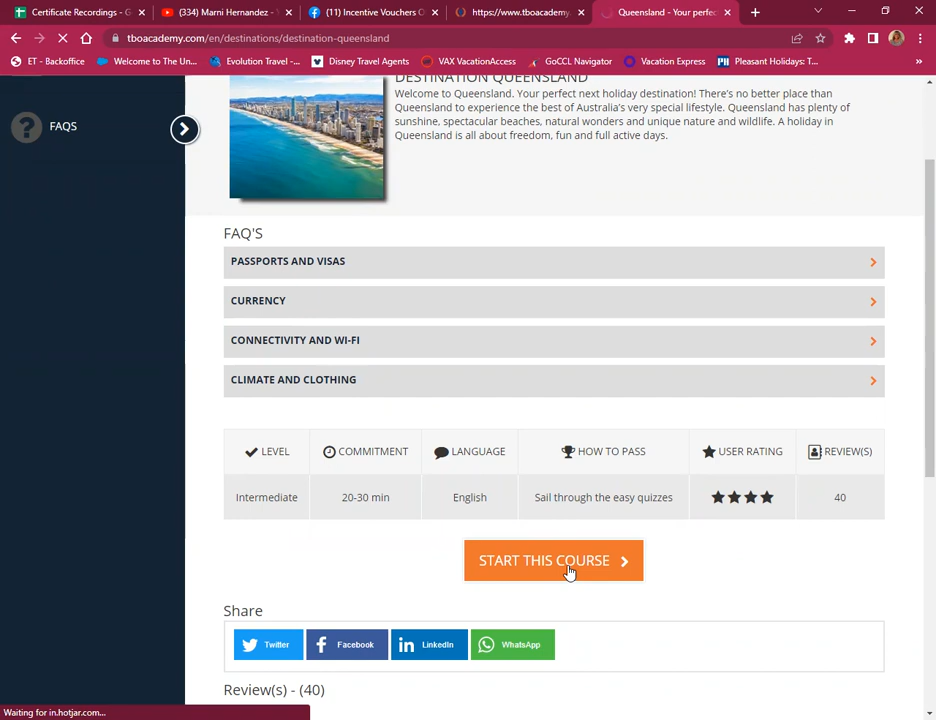 Certificate Recordings - G
(334) Marni Hernandez -
(11) Incentive Vouchers O
https://www.tboacademy.
Queensland - Your perfec
tboacademy.com/en/destinations/destination-queensland
ET - Backoffice
Welcome to The Un...
Evolution Travel -...
Disney Travel Agents
VAX VacationAccess
GoCCL Navigator
Vacation Express
Pleasant Holidays: T...
»
DESTINATION QUEENSLAND
Welcome to Queensland. Your perfect next holiday destination! There's no better place than
Queensland to experience the best of Australia's very special lifestyle. Queensland has plenty of
sunshine, spectacular beaches, natural wonders and unique nature and wildlife. A holiday in
Queensland is all about freedom, fun and full active days.
? FAQS
FAQ'S
PASSPORTS AND VISAS
CURRENCY
CONNECTIVITY AND WI-FI
CLIMATE AND CLOTHING
LEVEL
COMMITMENT
LANGUAGE
HOW TO PASS
USER RATING
REVIEW(S)
Intermediate
20-30 min
English
Sail through the easy quizzes
40
START THIS COURSE
Share
Twitter
Facebook
in LinkedIn
WhatsApp
Review(s) - (40)
Waiting for in.hotjar.com...